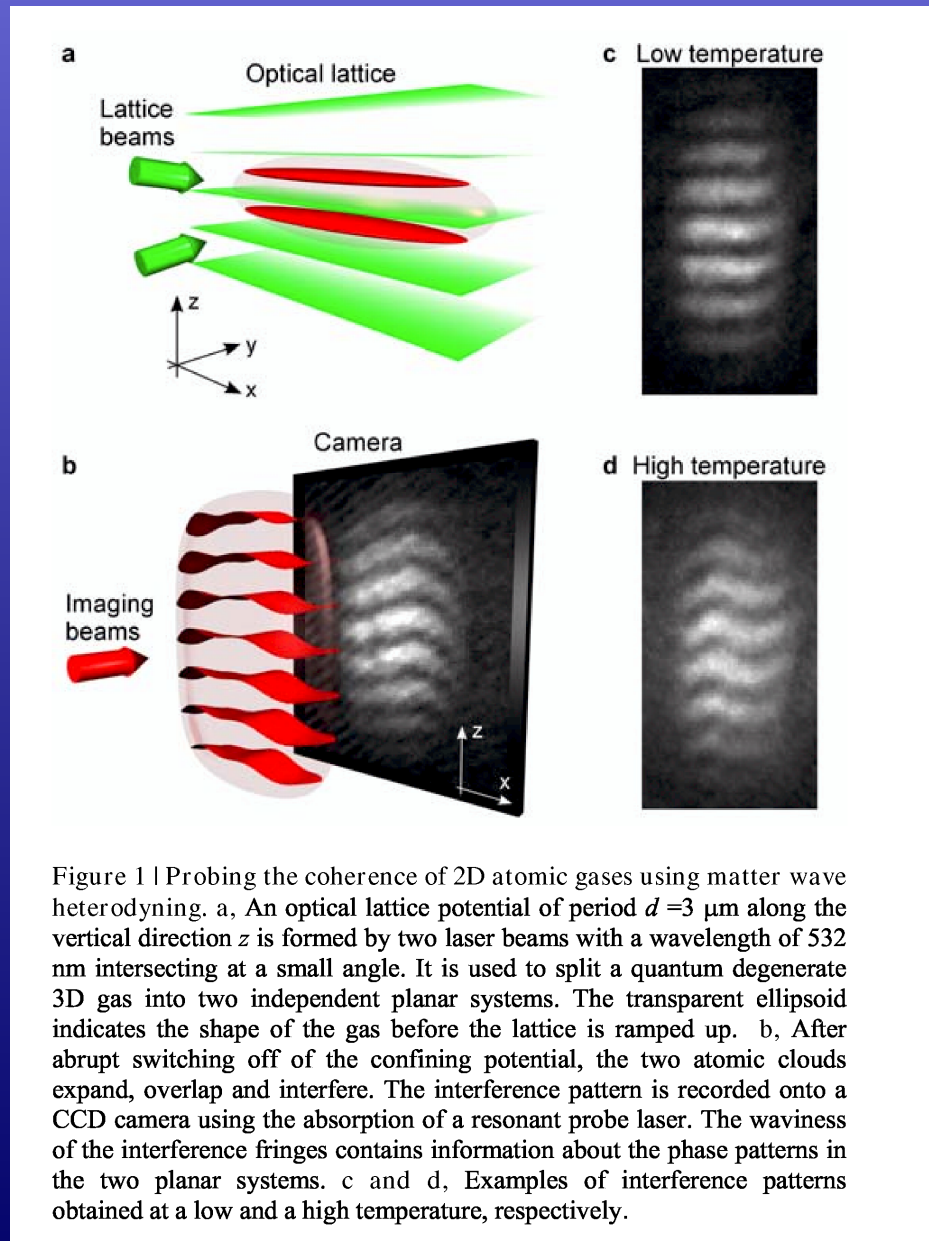 a
Optical lattice
Lattice
beams
z
y
x
c Low temperature
b
Camera
Imaging
beams
z
x
d High temperature
Figure 1 | Probing the coherence of 2D atomic gases using matter wave
heterodyning. a, An optical lattice potential of period d =3 μm along the
vertical direction z is formed by two laser beams with a wavelength of 532
nm intersecting at a small angle. It is used to split a quantum degenerate
3D gas into two independent planar systems. The transparent ellipsoid
indicates the shape of the gas before the lattice is ramped up. b, After
abrupt switching off of the confining potential, the two atomic clouds
expand, overlap and interfere. The interference pattern is recorded onto a
CCD camera using the absorption of a resonant probe laser. The waviness
of the interference fringes contains information about the phase patterns in
the two planar systems. c and d, Examples of interference patterns
obtained at a low and a high temperature, respectively.